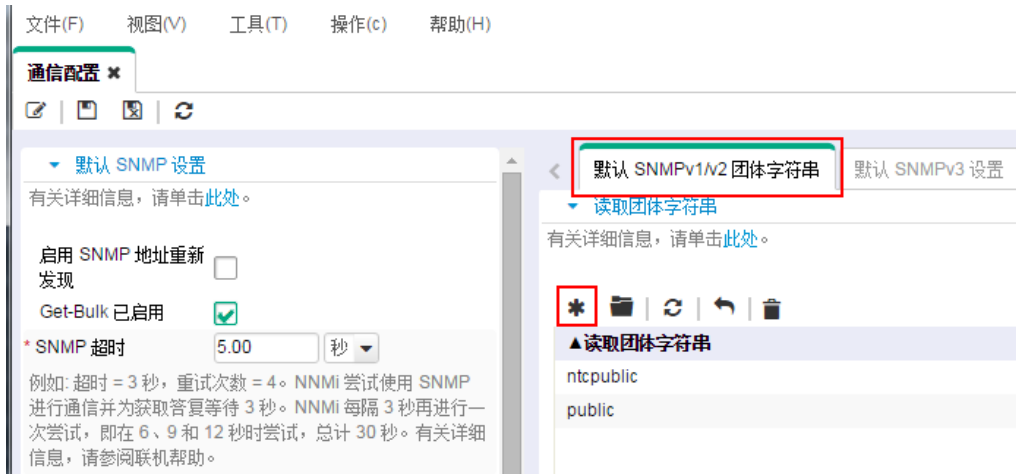 文件(F) 视图(V) 工具(T) 操作(c) 帮助(H)
通信配置 ✖
默认 SNMP 设置
有关详细信息，请单击此处。
启用 SNMP 地址重新
发现
Get-Bulk 已启用
* SNMP 超时 5.00 秒
例如: 超时 = 3 秒，重试次数 = 4。NNMi 尝试使用 SNMP
进行通信并为获取答复等待 3 秒。NNMi 每隔 3 秒再进行一
次尝试，即在 6、9 和 12 秒时尝试，总计 30 秒。有关详细
信息，请参阅联机帮助。
默认 SNMPv1/v2 团体字符串 默认 SNMPv3 设置
读取团体字符串
有关详细信息，请单击此处。
▲读取团体字符串
ntcpublic
public